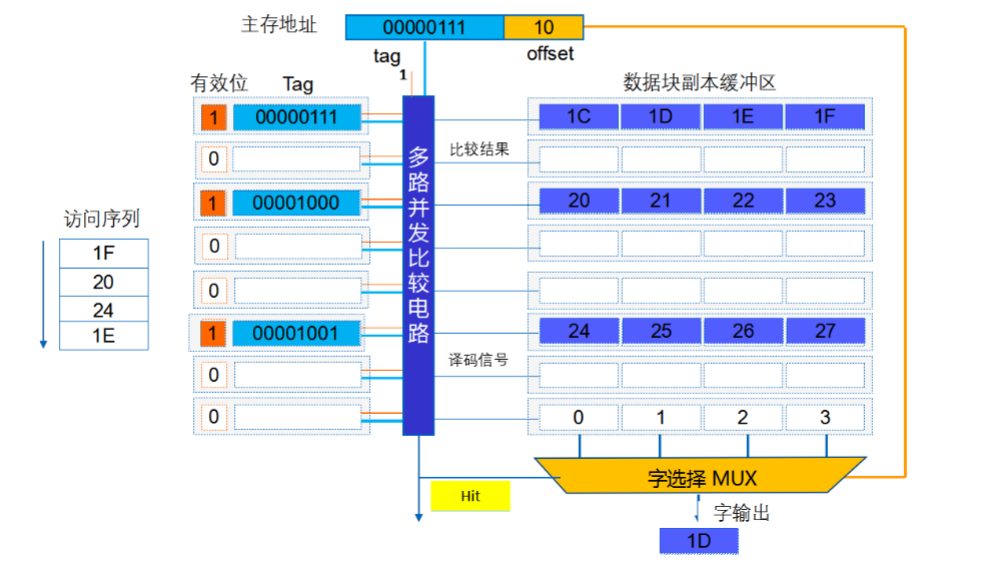 主存地址 00000111 10
tag offset
1
有效位 Tag 数据块副本缓冲区
1 00000111 1C 1D 1E 1F
0 比较结果
1 00001000 20 21 22 23
0
0
1 00001001 24 25 26 27
0 译码信号
0 0 1 2 3
多路并发比较电路
访问序列
1F
20
24
1E
字选择 MUX
Hit
字输出
1D